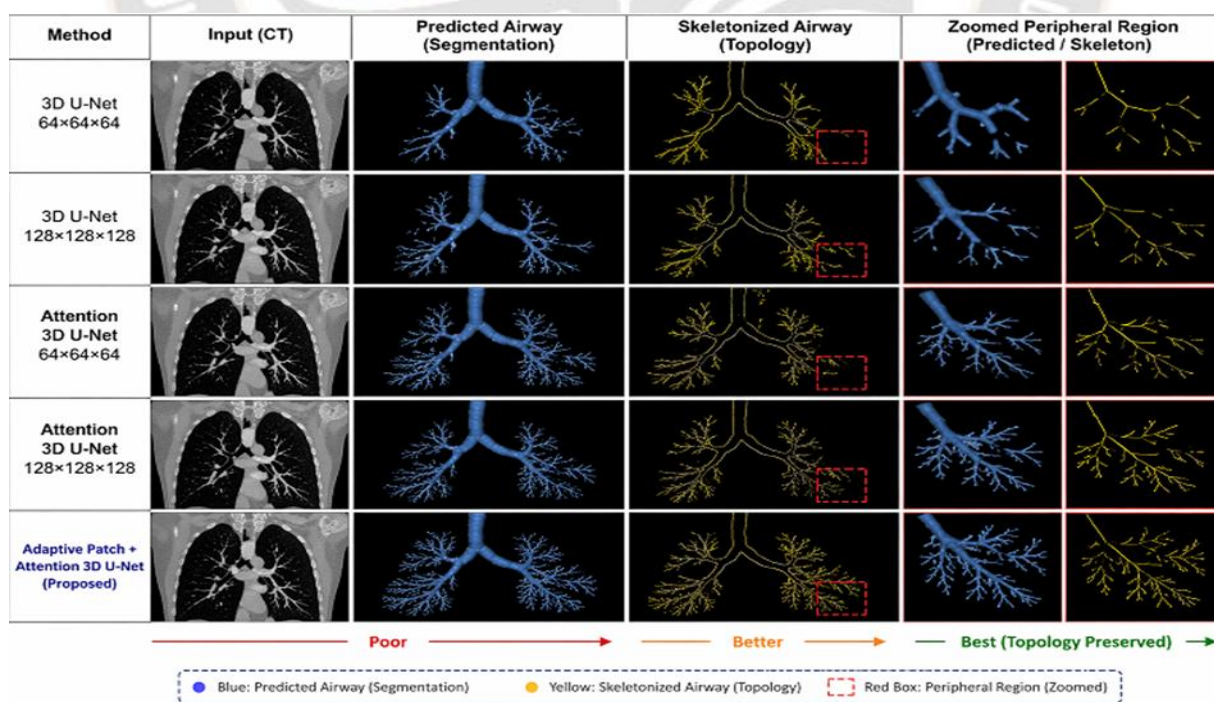 Method
Input (CT)
Predicted Airway
(Segmentation)
Skeletonized Airway
(Topology)
Zoomed Peripheral Region
(Predicted / Skeleton)
3D U-Net
64×64×64
3D U-Net
128×128×128
Attention
3D U-Net
64×64×64
Attention
3D U-Net
128×128×128
Adaptive Patch +
Attention 3D U-Net
(Proposed)
Poor
Better
Best (Topology Preserved)
Blue: Predicted Airway (Segmentation)
Yellow: Skeletonized Airway (Topology)
Red Box: Peripheral Region (Zoomed)